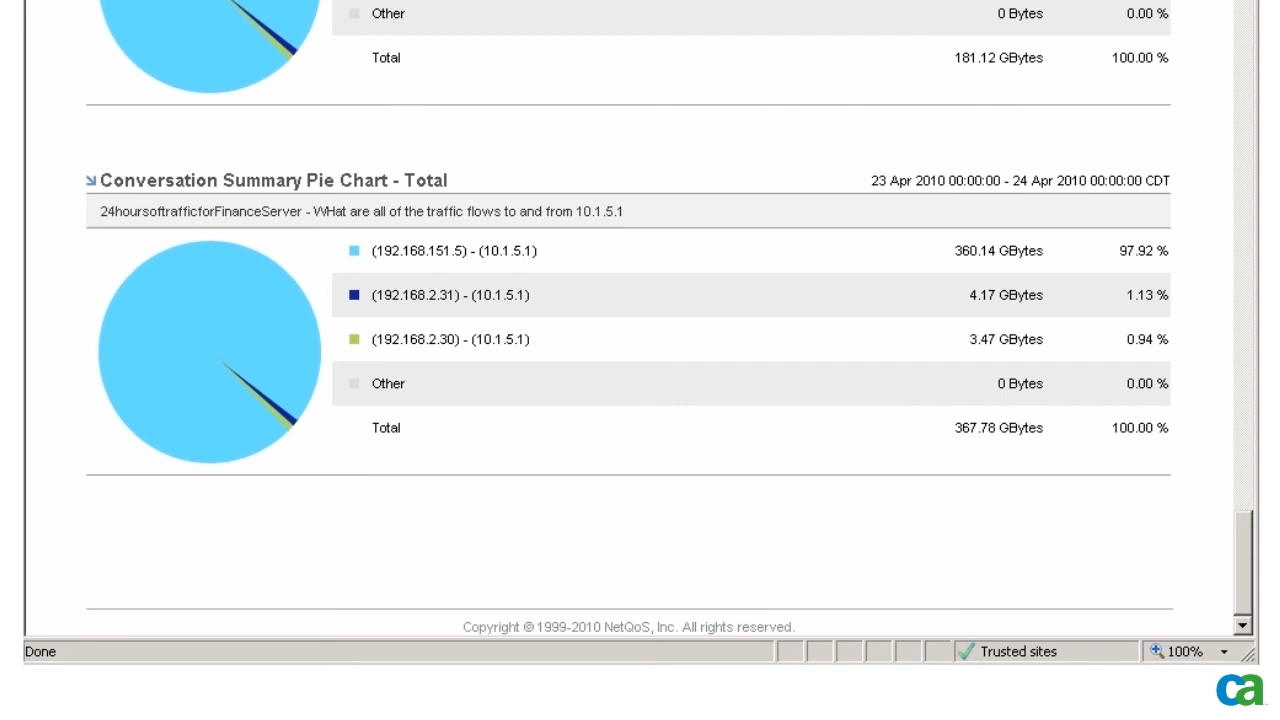 Other 0 Bytes 0.00 %
Total 181.12 GBytes 100.00 %
Conversation Summary Pie Chart - Total 23 Apr 2010 00:00:00 - 24 Apr 2010 00:00:00 CDT
24hoursoftrafficforFinanceServer - WHat are all of the traffic flows to and from 10.1.5.1
(192.168.151.5) - (10.1.5.1) 360.14 GBytes 97.92 %
(192.168.2.31) - (10.1.5.1) 4.17 GBytes 1.13 %
(192.168.2.30) - (10.1.5.1) 3.47 GBytes 0.94 %
Other 0 Bytes 0.00 %
Total 367.78 GBytes 100.00 %
Copyright © 1999-2010 NetQoS, Inc. All rights reserved.
Done Trusted sites 100%
ca